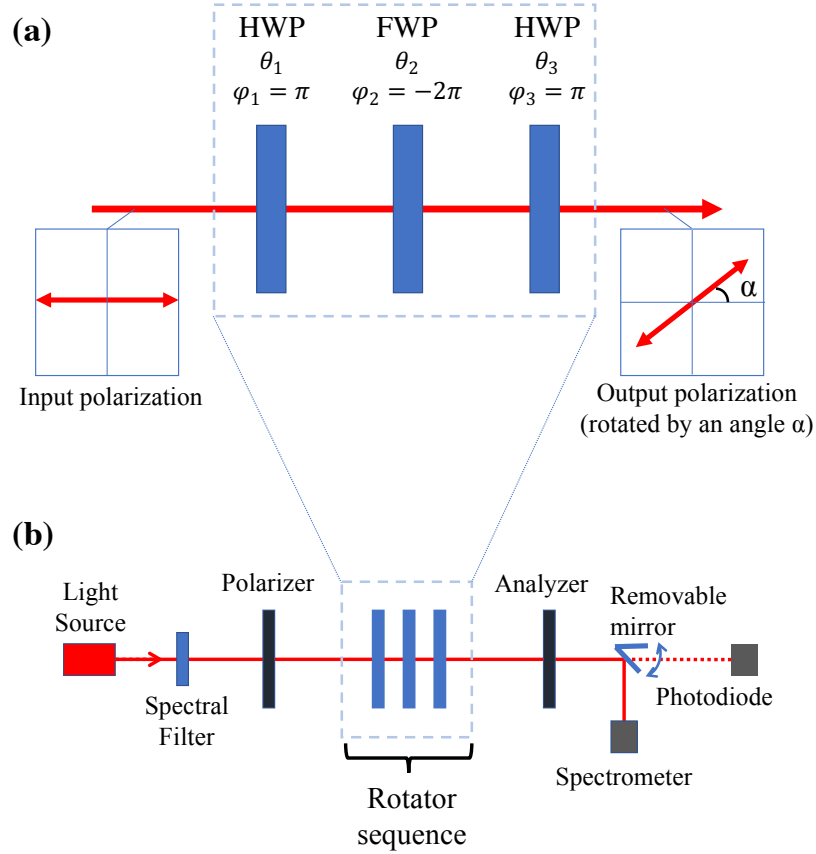 (a)
HWP FWP HWP
θ₁ θ₂ θ₃
φ₁ = π φ₂ = −2π φ₃ = π
α
Input polarization
Output polarization
(rotated by an angle α)
(b)
Light
Source
Spectral
Filter
Polarizer
Analyzer
Removable
mirror
Photodiode
Spectrometer
Rotator
sequence